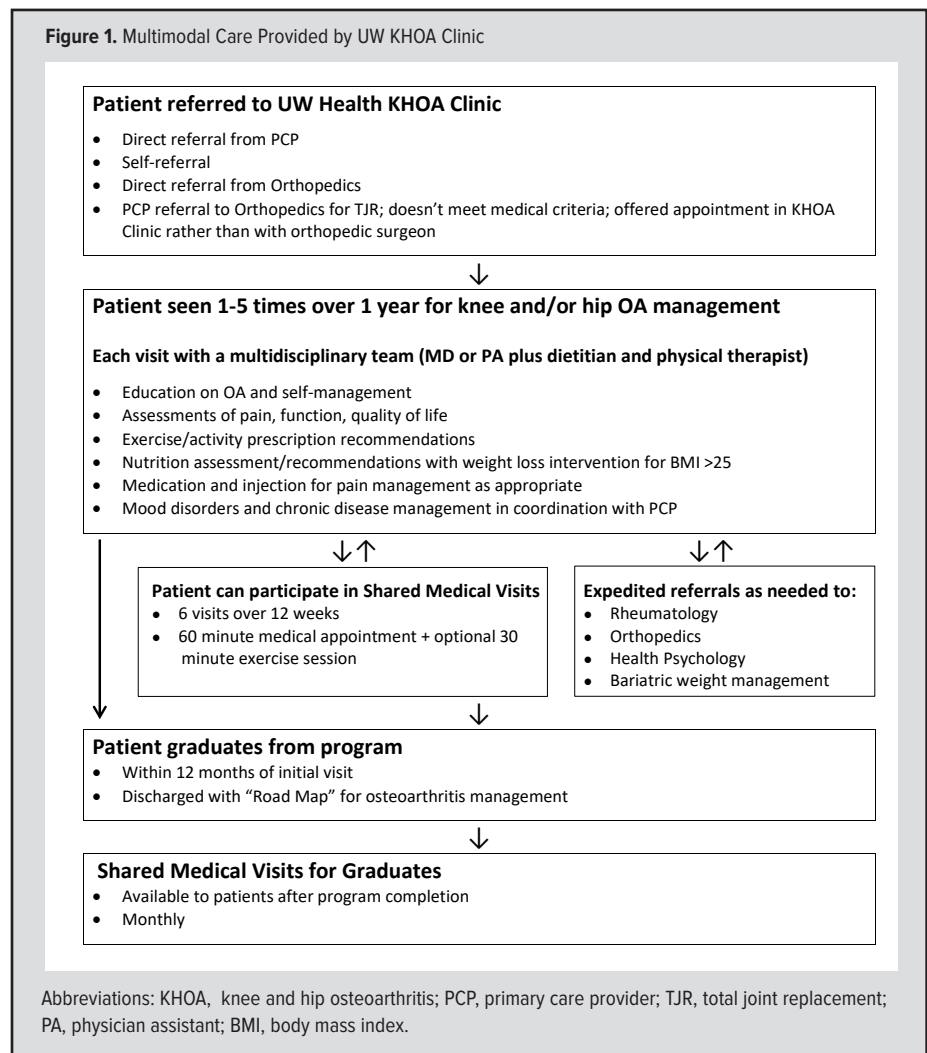 Figure 1. Multimodal Care Provided by UW KHOA Clinic
Patient referred to UW Health KHOA Clinic
• Direct referral from PCP
• Self-referral
• Direct referral from Orthopedics
• PCP referral to Orthopedics for TJR; doesn't meet medical criteria; offered appointment in KHOA
Clinic rather than with orthopedic surgeon
↓
Patient seen 1-5 times over 1 year for knee and/or hip OA management
Each visit with a multidisciplinary team (MD or PA plus dietitian and physical therapist)
• Education on OA and self-management
• Assessments of pain, function, quality of life
• Exercise/activity prescription recommendations
• Nutrition assessment/recommendations with weight loss intervention for BMI >25
• Medication and injection for pain management as appropriate
• Mood disorders and chronic disease management in coordination with PCP
↓↑
↓↑
Patient can participate in Shared Medical Visits
• 6 visits over 12 weeks
• 60 minute medical appointment + optional 30
minute exercise session
Expedited referrals as needed to:
• Rheumatology
• Orthopedics
• Health Psychology
• Bariatric weight management
↓
Patient graduates from program
• Within 12 months of initial visit
• Discharged with "Road Map" for osteoarthritis management
↓
Shared Medical Visits for Graduates
• Available to patients after program completion
• Monthly
Abbreviations: KHOA, knee and hip osteoarthritis; PCP, primary care provider; TJR, total joint replacement;
PA, physician assistant; BMI, body mass index.